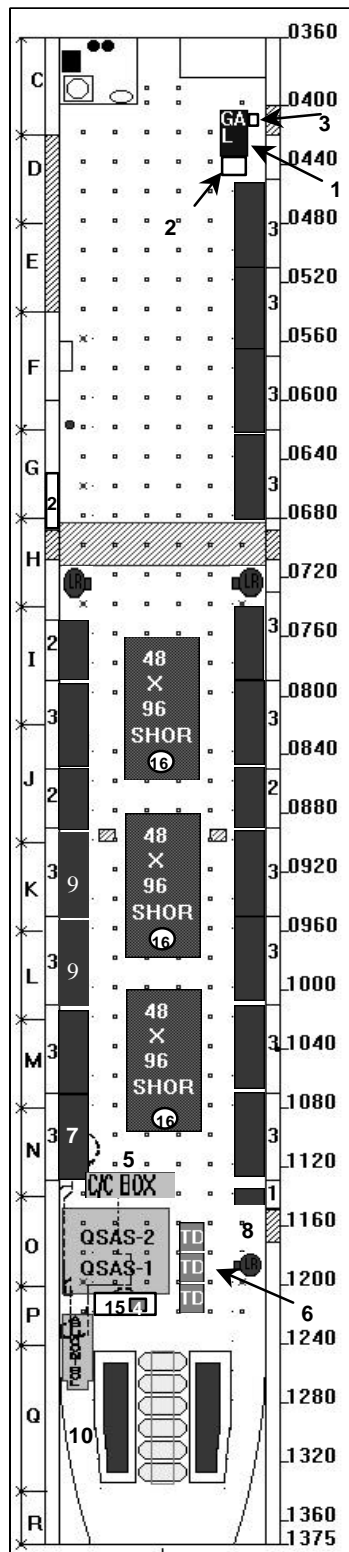 0360
C
0400
GA
L
3
0440
D
1
2
0480
3
E
0520
3
0560
F
0600
0640
G
3
2
0680
H
0720
LR
LR
0760
2
3
I
48
X
96
SHOR
16
0800
3
3
0840
J
2
2
0880
48
X
96
SHOR
16
0920
K
3
9
3
0960
L
3
9
1000
48
X
96
SHOR
16
1040
M
3
3
1080
N
3
7
3
1120
5
C/C BOX
1
1160
8
QSAS-2
TD
O
QSAS-1
TD
LR
1200
TD
6
P
15
4
1240
1280
Q
10
1320
1360
R
1375